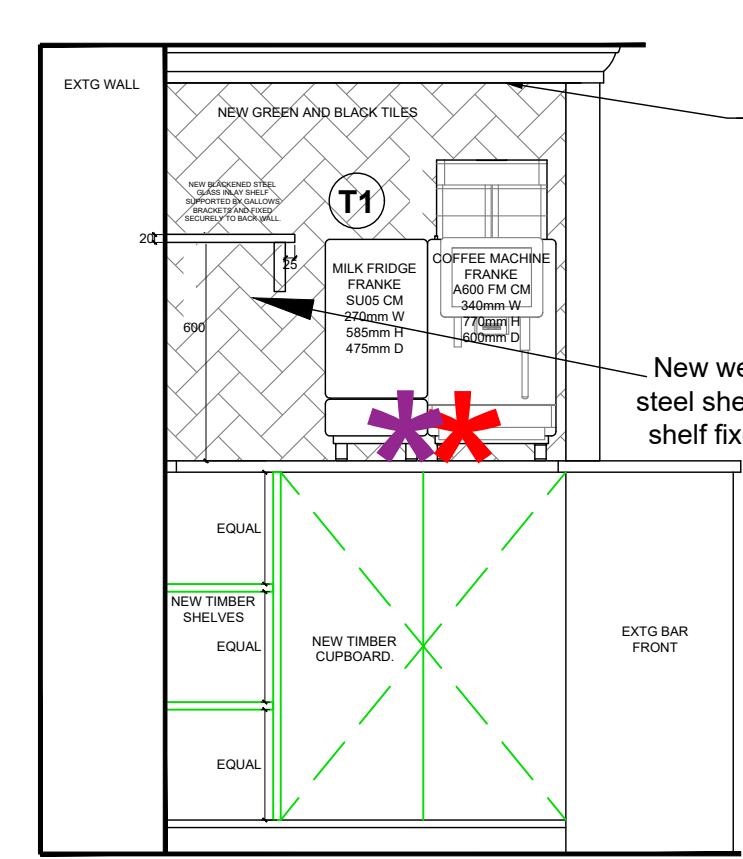 EXTG WALL
NEW GREEN AND BLACK TILES
NEW BLACKENED STEEL
GLASS INLAY SHELF
SUPPORTED BY GALLOWS
BRACKETS AND FIXED
SECURELY TO BACK WALL.
T1
20
25
600
MILK FRIDGE
FRANKE
SU05 CM
270mm W
585mm H
475mm D
COFFEE MACHINE
FRANKE
A600 FM CM
340mm W
770mm H
600mm D
New we
steel she
shelf fix
EQUAL
NEW TIMBER
SHELVES
EQUAL
EQUAL
NEW TIMBER
CUPBOARD.
EXTG BAR
FRONT